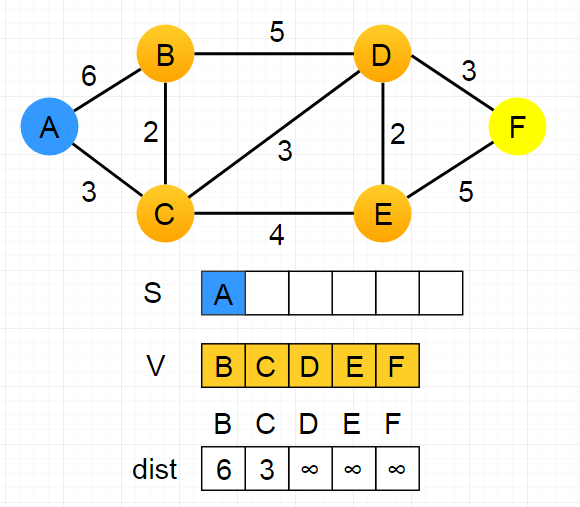 5
B D
6 3
A 2 3 2 F
3 5
C E
4
S A
V B C D E F
B C D E F
dist 6 3 ∞ ∞ ∞